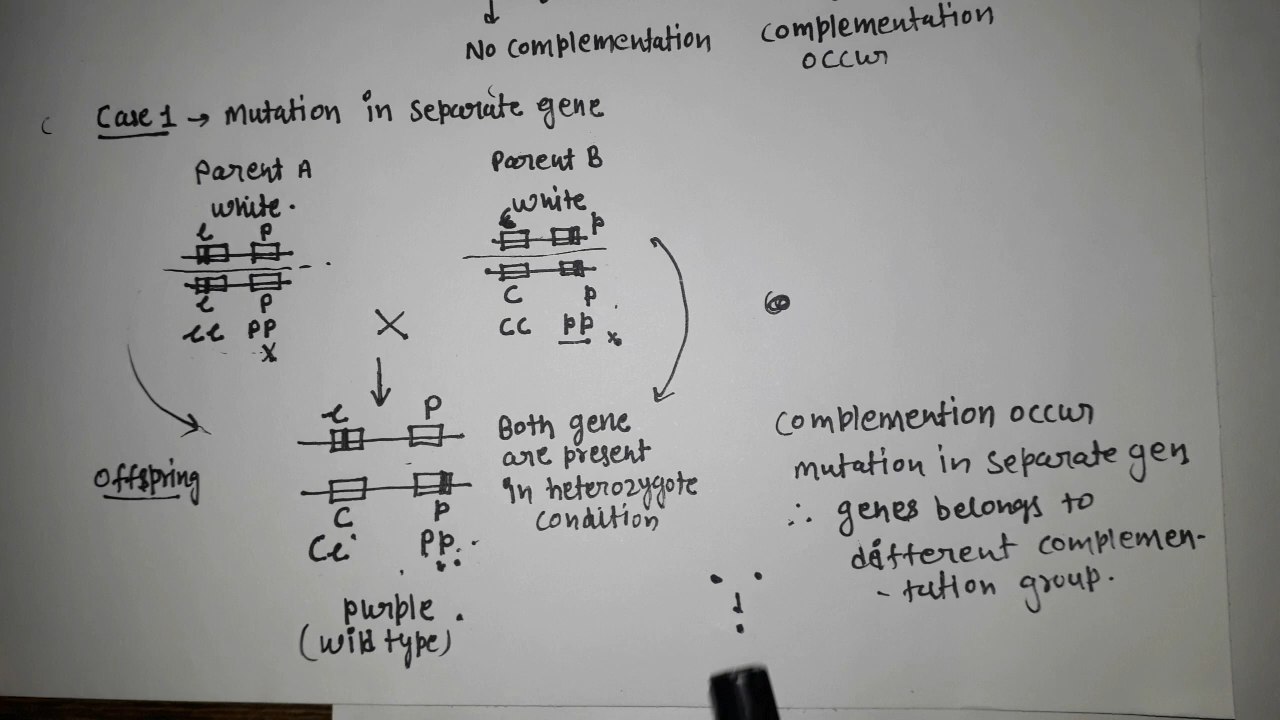 No complementation
complementation
occur
Case 1 → Mutation in separate gene
Parent A
Parent B
white.
white
c P
p
c P
C p
cc PP
CC pp
x
x
X
c P
Offspring
C p
Cc Pp
purple.
(wild type)
Both gene
are present
in heterozygote
condition
complemention occur
mutation in separate gens
∴ genes belongs to
different complemen-
- tation group.